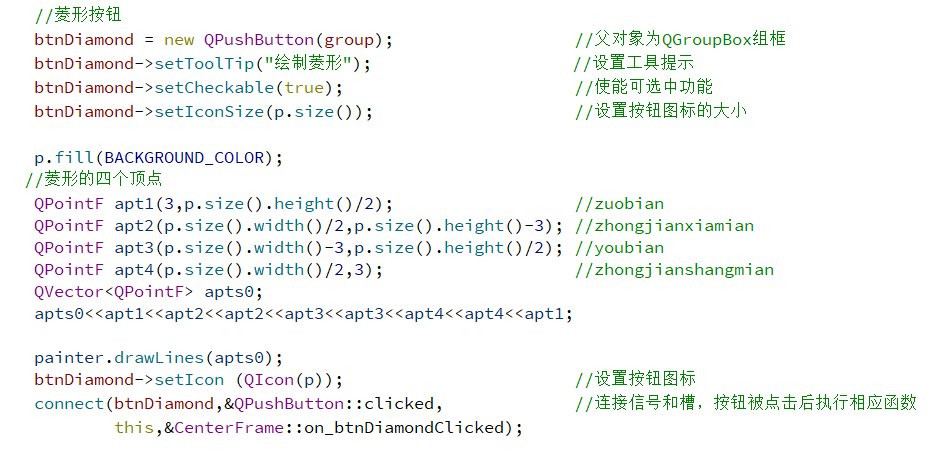 //菱形按钮
btnDiamond = new QPushButton(group); //父对象为QGroupBox组框
btnDiamond->setToolTip("绘制菱形"); //设置工具提示
btnDiamond->setCheckable(true); //使能可选中功能
btnDiamond->setIconSize(p.size()); //设置按钮图标的大小
p.fill(BACKGROUND_COLOR);
//菱形的四个顶点
QPointF apt1(3,p.size().height()/2); //zuobian
QPointF apt2(p.size().width()/2,p.size().height()-3); //zhongjianxiamian
QPointF apt3(p.size().width()-3,p.size().height()/2); //youbian
QPointF apt4(p.size().width()/2,3); //zhongjianshangmian
QVector<QPointF> apts0;
apts0<<apt1<<apt2<<apt2<<apt3<<apt3<<apt4<<apt4<<apt1;
painter.drawLines(apts0);
btnDiamond->setIcon (QIcon(p)); //设置按钮图标
connect(btnDiamond,&QPushButton::clicked, //连接信号和槽，按钮被点击后执行相应函数
this,&CenterFrame::on_btnDiamondClicked);